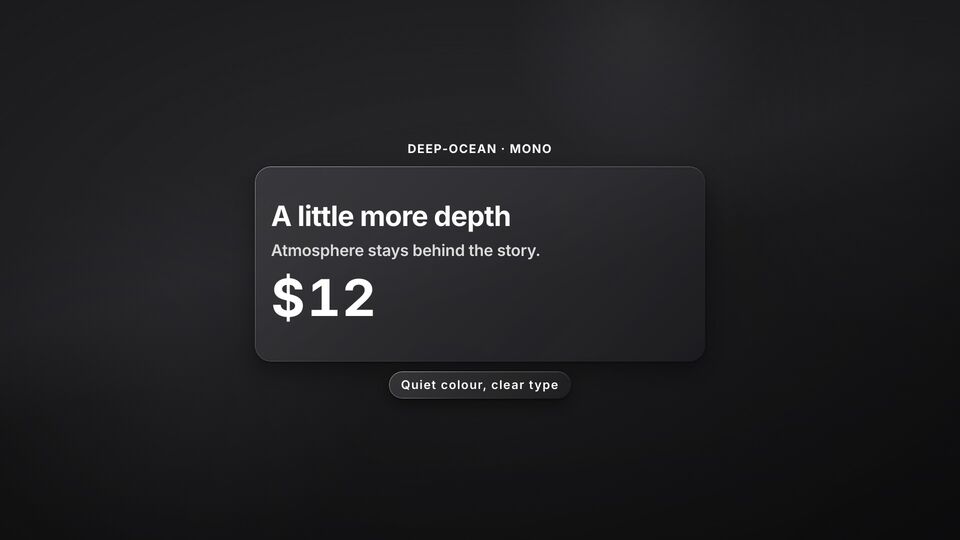 DEEP-OCEAN · MONO
A little more depth
Atmosphere stays behind the story.
$12
Quiet colour, clear type